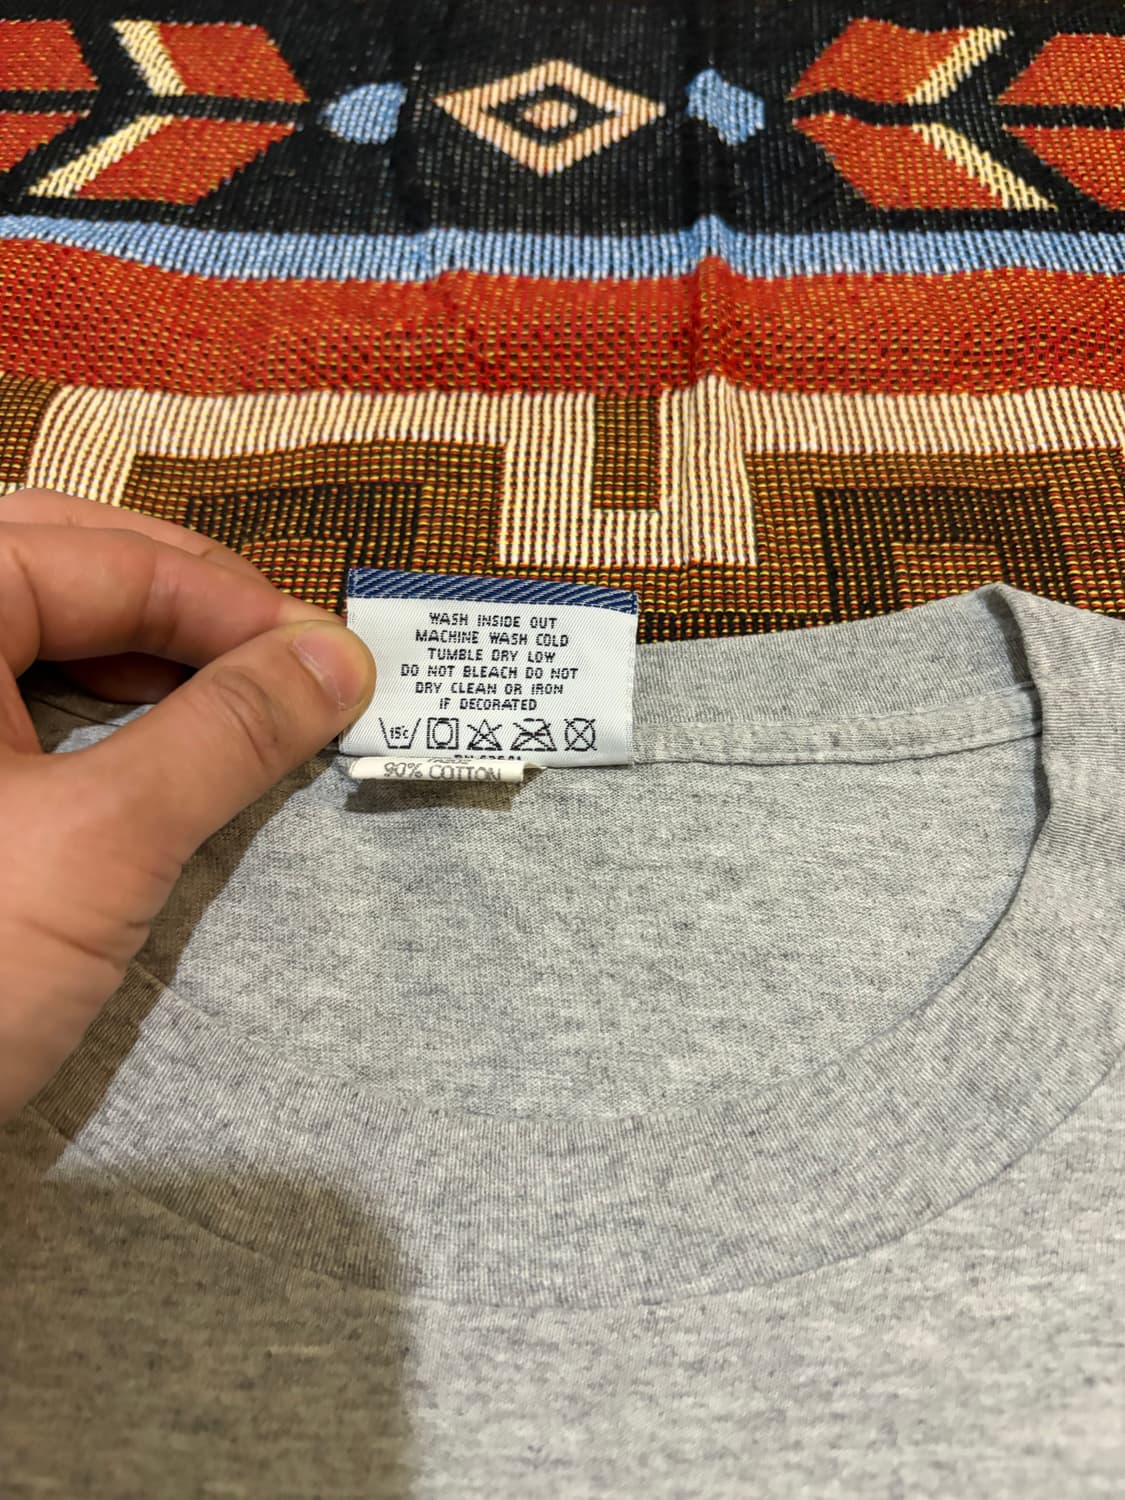 WASH INSIDE OUT
MACHINE WASH COLD
TUMBLE DRY LOW
DO NOT BLEACH DO NOT
DRY CLEAN OR IRON
IF DECORATED
15c
90% COTTON